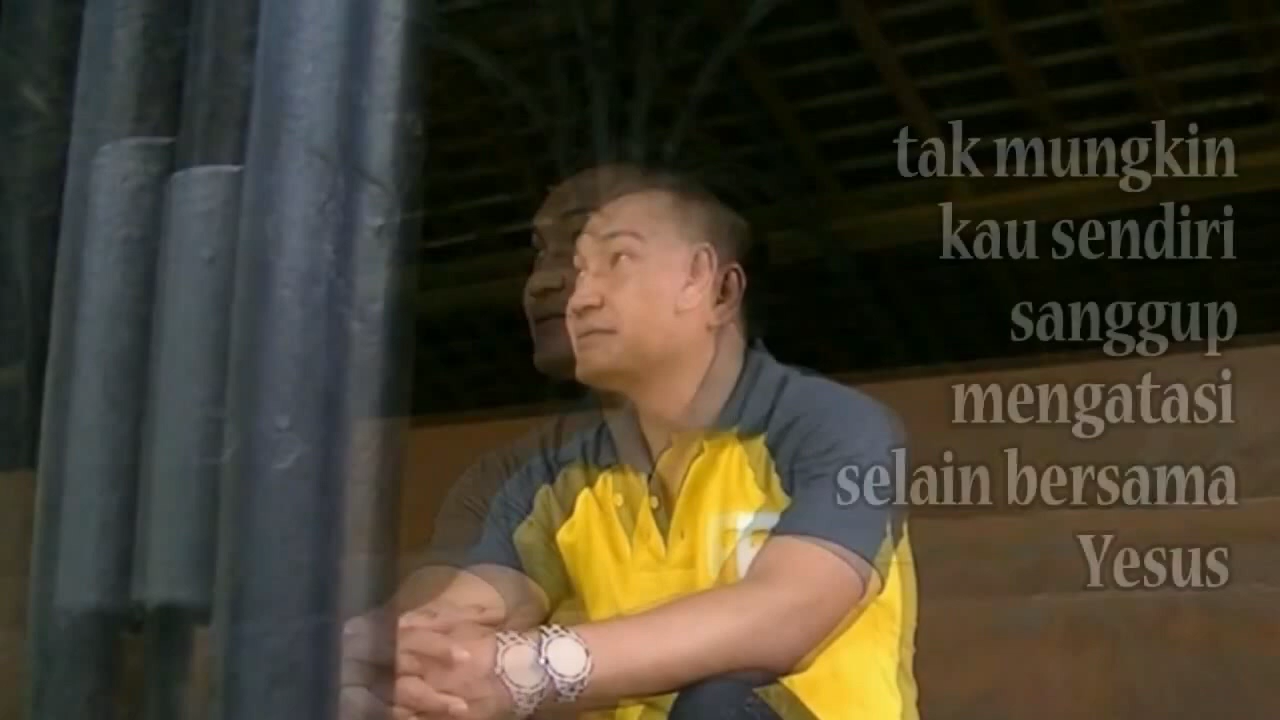 tak mungkin
kau sendiri
sanggup
mengatasi
selain bersama
Yesus